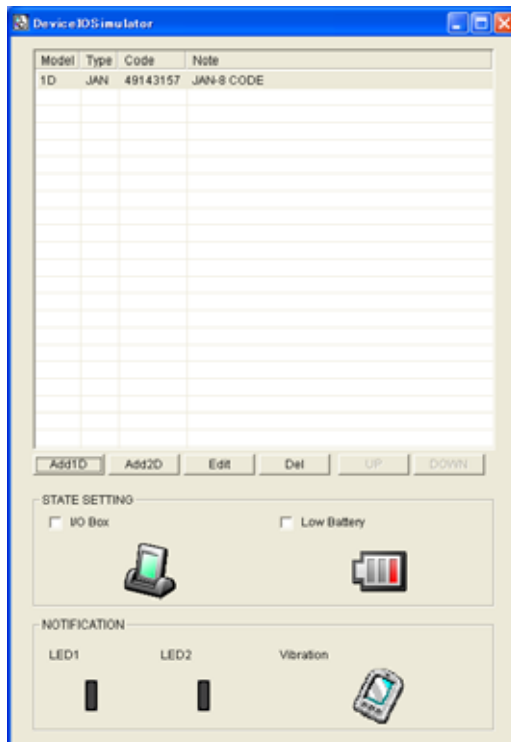 DeviceIOSimulator
Model Type Code Note
1D JAN 49143157 JAN-8 CODE
Add1D Add2D Edit Del UP DOWN
STATE SETTING
I/O Box Low Battery
NOTIFICATION
LED1 LED2 Vibration